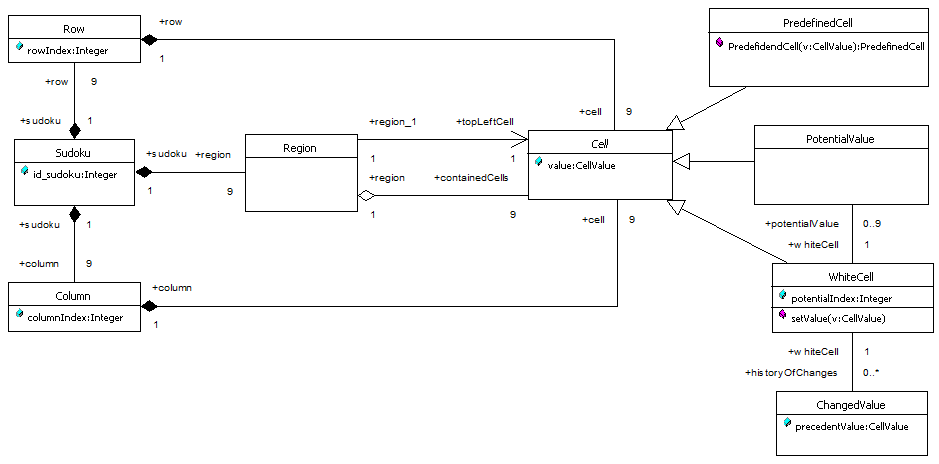 Row
rowIndex:Integer
+row
1
+row
9
+sudoku
1
Sudoku
id_sudoku:Integer
+sudoku
+region
1
9
Region
+region_1
+topLeftCell
1
1
+region
+containedCells
1
9
+cell
9
Cell
value:CellValue
+cell
9
+sudoku
1
+column
9
Column
columnIndex:Integer
+column
1
PredefinedCell
PredefidendCell(v:CellValue):PredefinedCell
PotentialValue
+potentialValue
0..9
+whiteCell
1
WhiteCell
potentialIndex:Integer
setValue(v:CellValue)
+whiteCell
1
+historyOfChanges
0..*
ChangedValue
precedentValue:CellValue